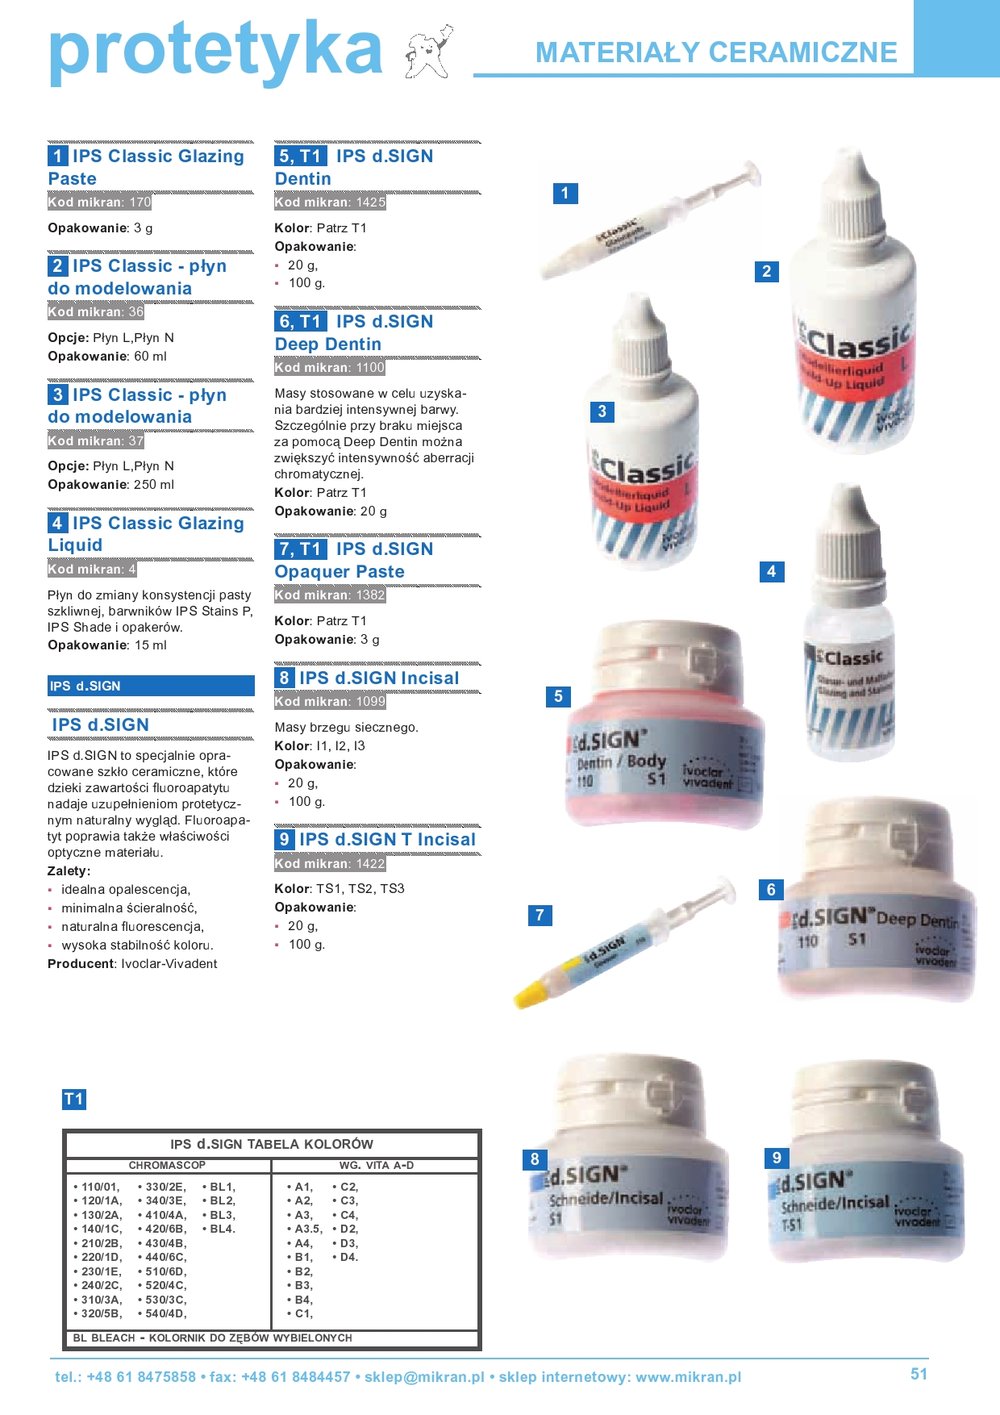 protetyka
MATERIAŁY CERAMICZNE
1 IPS Classic Glazing
Paste
Kod mikran: 170
Opakowanie: 3 g
2 IPS Classic - płyn
do modelowania
Kod mikran: 36
Opcje: Płyn L,Płyn N
Opakowanie: 60 ml
3 IPS Classic - płyn
do modelowania
Kod mikran: 37
Opcje: Płyn L,Płyn N
Opakowanie: 250 ml
4 IPS Classic Glazing
Liquid
Kod mikran: 4
Płyn do zmiany konsystencji pasty
szkliwnej, barwników IPS Stains P,
IPS Shade i opakerów.
Opakowanie: 15 ml
IPS d.SIGN
IPS d.SIGN
IPS d.SIGN to specjalnie opra-
cowane szkło ceramiczne, które
dzieki zawartości fluoroapatytu
nadaje uzupełnieniom protetycz-
nym naturalny wygląd. Fluoroapa-
tyt poprawia także właściwości
optyczne materiału.
Zalety:
▪ idealna opalescencja,
▪ minimalna ścieralność,
▪ naturalna fluorescencja,
▪ wysoka stabilność koloru.
Producent: Ivoclar-Vivadent
5, T1 IPS d.SIGN
Dentin
Kod mikran: 1425
Kolor: Patrz T1
Opakowanie:
▪ 20 g,
▪ 100 g.
6, T1 IPS d.SIGN
Deep Dentin
Kod mikran: 1100
Masy stosowane w celu uzyska-
nia bardziej intensywnej barwy.
Szczególnie przy braku miejsca
za pomocą Deep Dentin można
zwiększyć intensywność aberracji
chromatycznej.
Kolor: Patrz T1
Opakowanie: 20 g
7, T1 IPS d.SIGN
Opaquer Paste
Kod mikran: 1382
Kolor: Patrz T1
Opakowanie: 3 g
8 IPS d.SIGN Incisal
Kod mikran: 1099
Masy brzegu siecznego.
Kolor: I1, I2, I3
Opakowanie:
▪ 20 g,
▪ 100 g.
9 IPS d.SIGN T Incisal
Kod mikran: 1422
Kolor: TS1, TS2, TS3
Opakowanie:
▪ 20 g,
▪ 100 g.
1
Classic
2
Classic
Modellierliquid
Build-Up Liquid L
ivoclar
vivadent
3
Classic
Modellierliquid
Build-Up Liquid L
4
Classic
Glazing and Staining
5
d.SIGN®
Dentin / Body
110 S1
ivoclar
vivadent
6
d.SIGN® Deep Dentin
110 S1
ivoclar
vivadent
7
d.SIGN®
8
d.SIGN®
Schneide/Incisal
S1
ivoclar
vivadent
9
d.SIGN®
Schneide/Incisal
T-S1
ivoclar
vivadent
T1
IPS d.SIGN TABELA KOLORÓW
CHROMASCOP WG. VITA A-D
• 110/01, • 330/2E, • BL1, • A1, • C2,
• 120/1A, • 340/3E, • BL2, • A2, • C3,
• 130/2A, • 410/4A, • BL3, • A3, • C4,
• 140/1C, • 420/6B, • BL4. • A3.5, • D2,
• 210/2B, • 430/4B, • A4, • D3,
• 220/1D, • 440/6C, • B1, • D4.
• 230/1E, • 510/6D, • B2,
• 240/2C, • 520/4C, • B3,
• 310/3A, • 530/3C, • B4,
• 320/5B, • 540/4D, • C1,
BL BLEACH - KOLORNIK DO ZĘBÓW WYBIELONYCH
tel.: +48 61 8475858 • fax: +48 61 8484457 • sklep@mikran.pl • sklep internetowy: www.mikran.pl
51